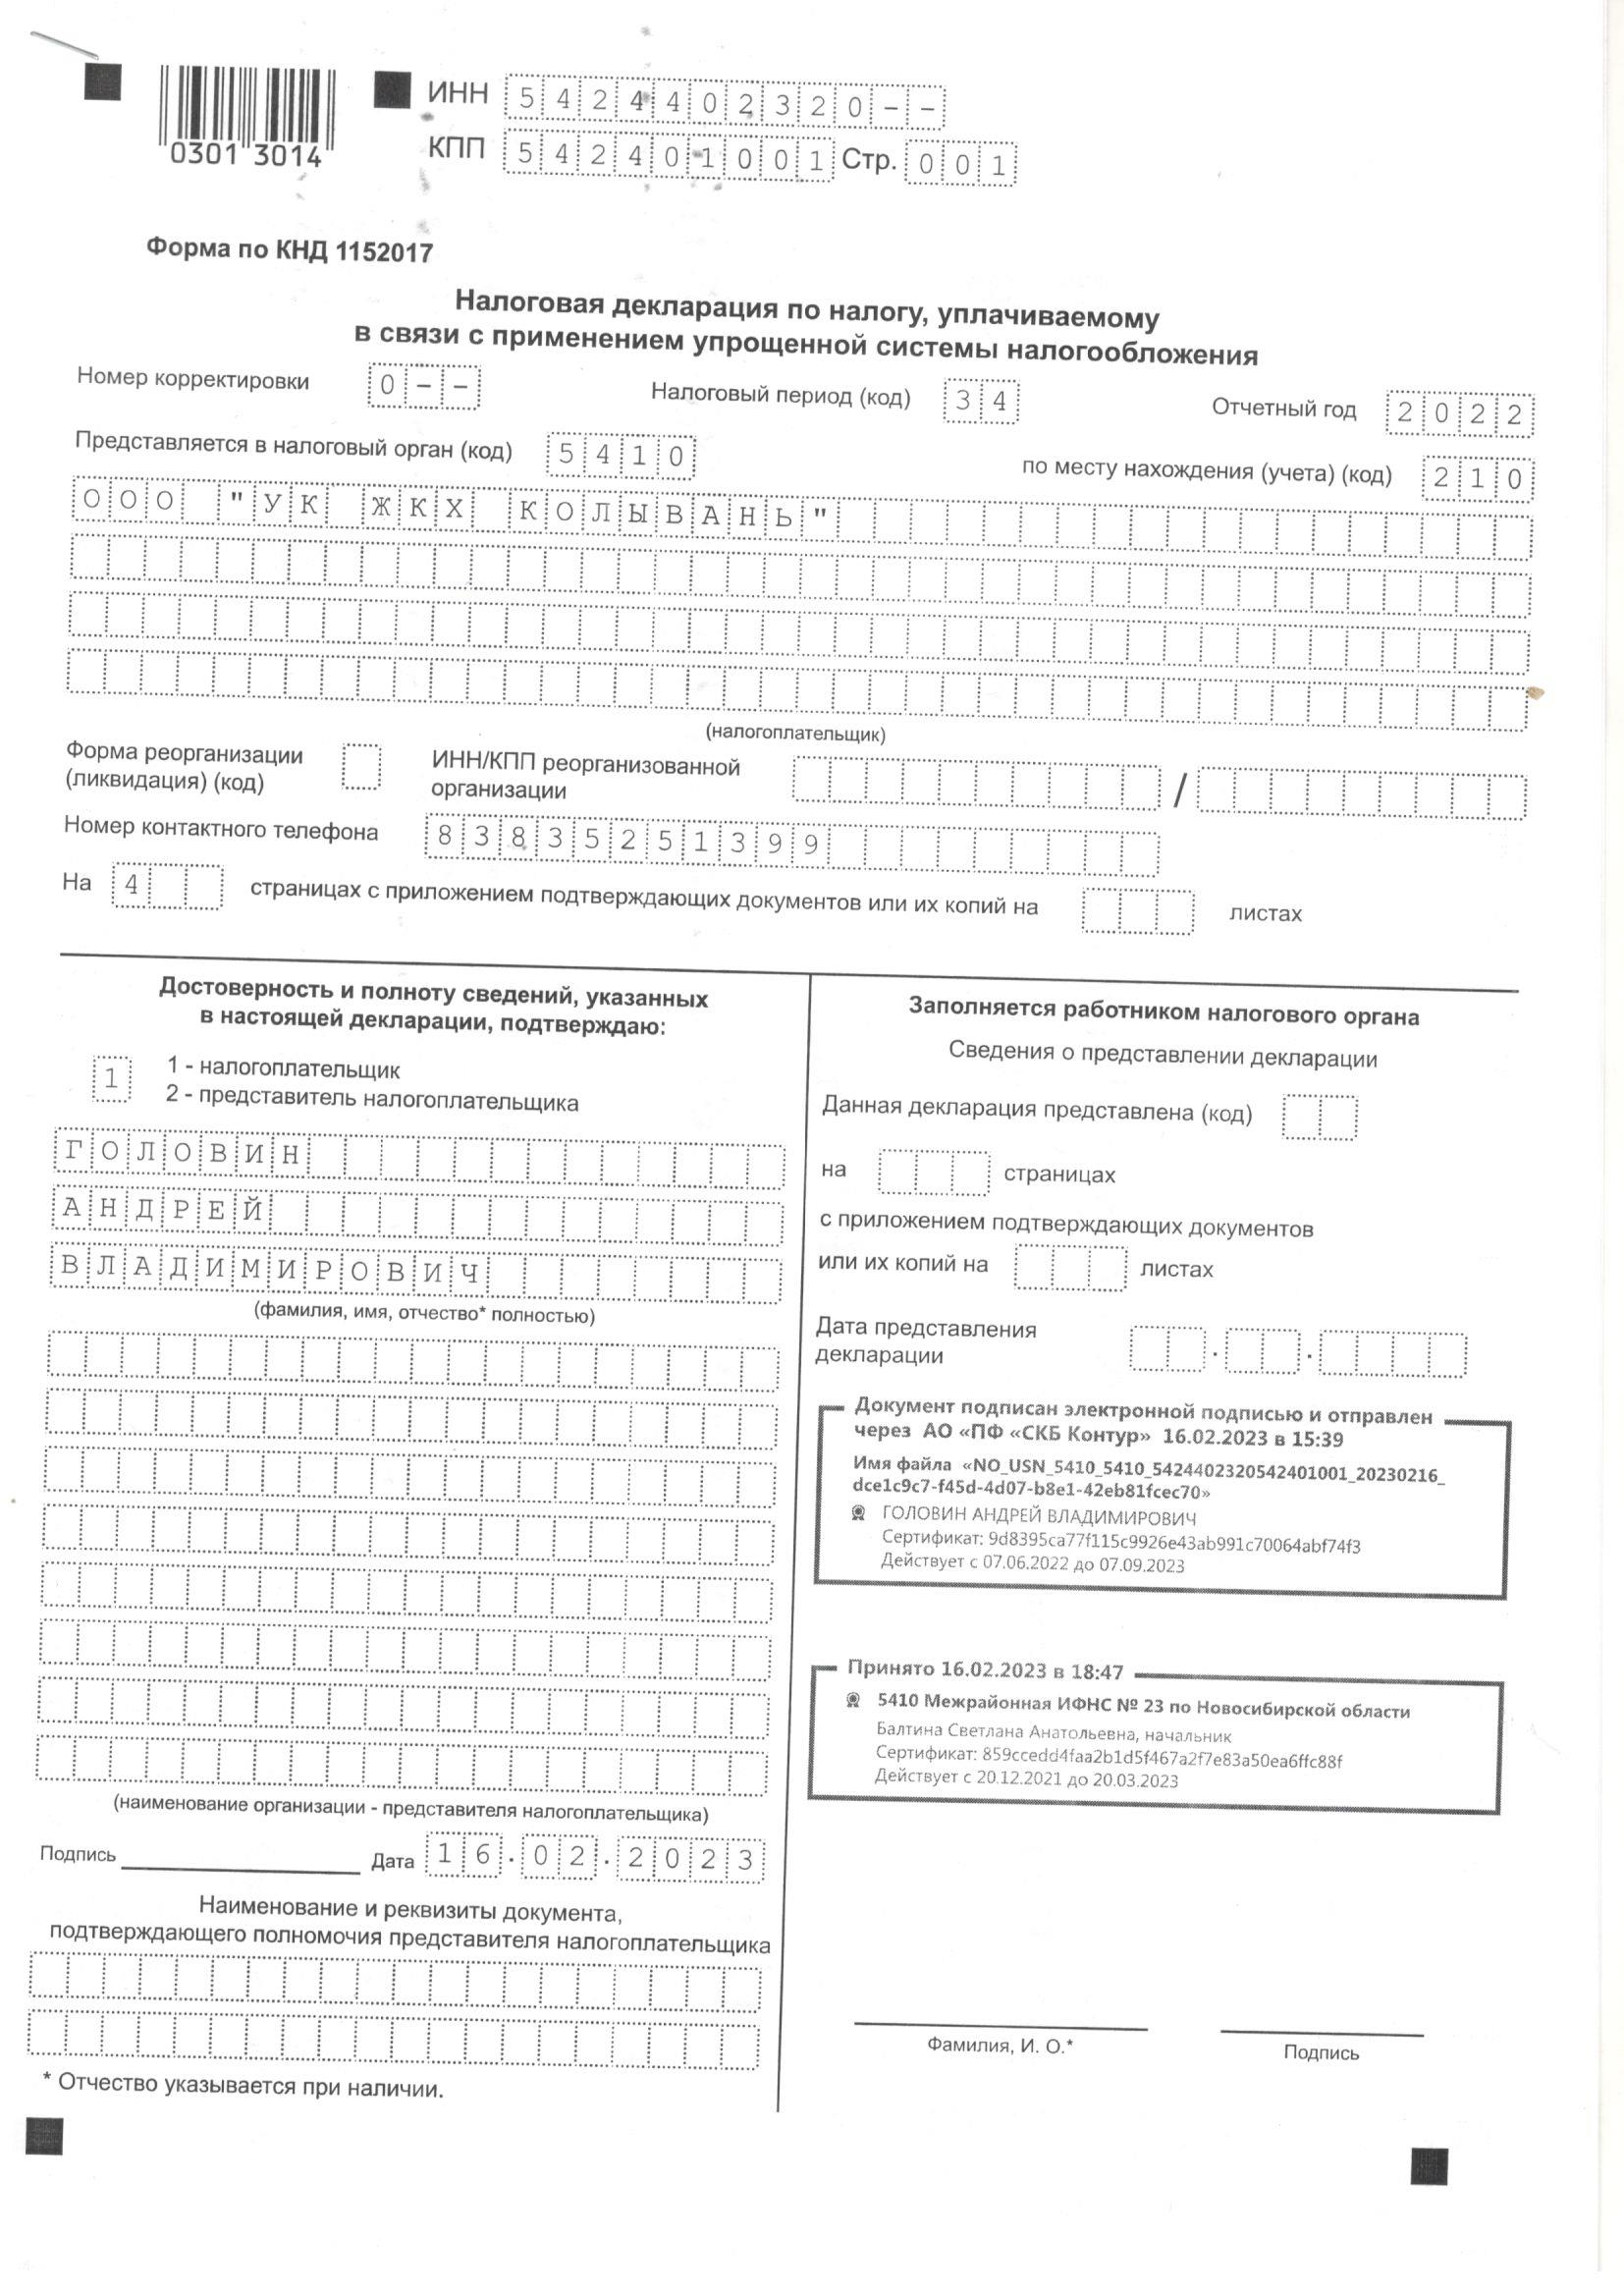 ИНН 5424402320--
0301 3014
КПП 542401001 Стр. 001
Форма по КНД 1152017
Налоговая декларация по налогу, уплачиваемому
в связи с применением упрощенной системы налогообложения
Номер корректировки 0-- Налоговый период (код) 34 Отчетный год 2022
Представляется в налоговый орган (код) 5410 по месту нахождения (учета) (код) 210
ООО "УК ЖКХ КОЛЫВАНЬ"
(налогоплательщик)
Форма реорганизации
(ликвидация) (код)
ИНН/КПП реорганизованной
организации /
Номер контактного телефона 83835251399
На 4 страницах с приложением подтверждающих документов или их копий на листах
Достоверность и полноту сведений, указанных
в настоящей декларации, подтверждаю:
1 1 - налогоплательщик
2 - представитель налогоплательщика
ГОЛОВИН
АНДРЕЙ
ВЛАДИМИРОВИЧ
(фамилия, имя, отчество* полностью)
(наименование организации - представителя налогоплательщика)
Подпись Дата 16.02.2023
Наименование и реквизиты документа,
подтверждающего полномочия представителя налогоплательщика
* Отчество указывается при наличии.
Заполняется работником налогового органа
Сведения о представлении декларации
Данная декларация представлена (код)
на страницах
с приложением подтверждающих документов
или их копий на листах
Дата представления
декларации . .
Документ подписан электронной подписью и отправлен
через АО «ПФ «СКБ Контур» 16.02.2023 в 15:39
Имя файла «NO_USN_5410_5410_5424402320542401001_20230216_
dce1c9c7-f45d-4d07-b8e1-42eb81fcec70»
ГОЛОВИН АНДРЕЙ ВЛАДИМИРОВИЧ
Сертификат: 9d8395ca77f115c9926e43ab991c70064abf74f3
Действует с 07.06.2022 до 07.09.2023
Принято 16.02.2023 в 18:47
5410 Межрайонная ИФНС № 23 по Новосибирской области
Балтина Светлана Анатольевна, начальник
Сертификат: 859ccedd4faa2b1d5f467a2f7e83a50ea6ffc88f
Действует с 20.12.2021 до 20.03.2023
Фамилия, И. О.* Подпись